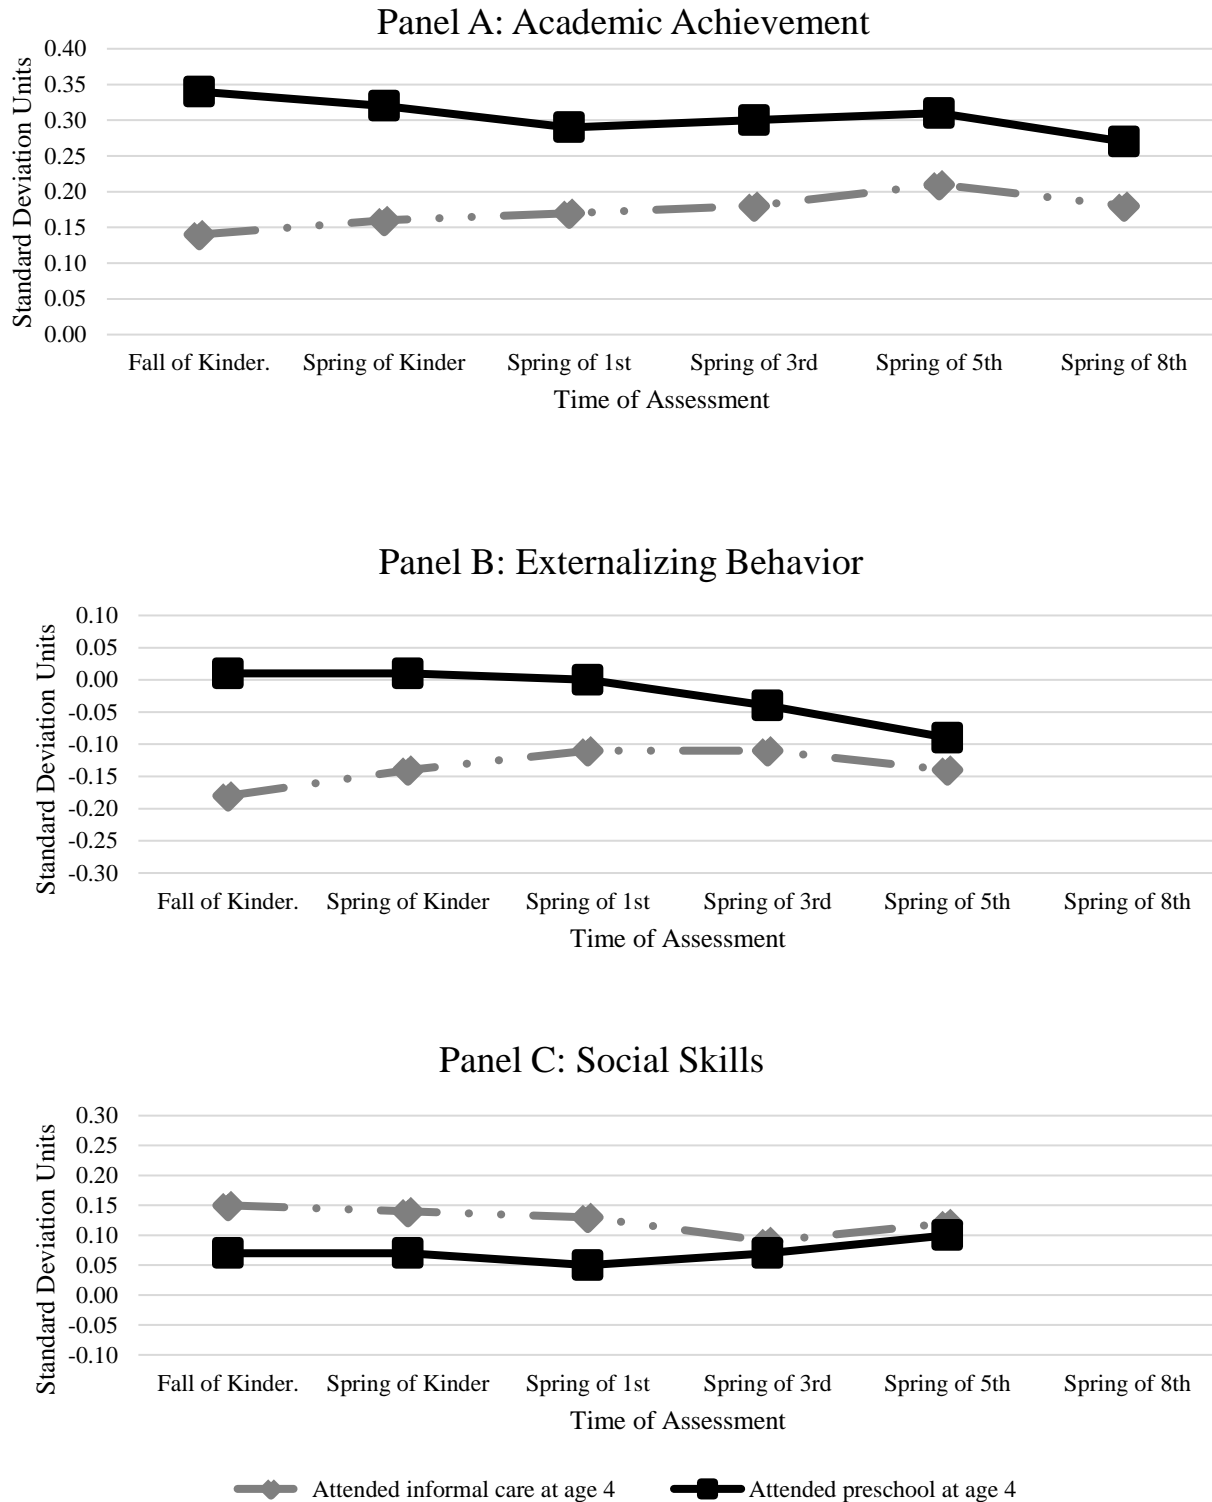 Panel A: Academic Achievement
Standard Deviation Units
0.40
0.35
0.30
0.25
0.20
0.15
0.10
0.05
0.00
Fall of Kinder. Spring of Kinder Spring of 1st Spring of 3rd Spring of 5th Spring of 8th
Time of Assessment
Panel B: Externalizing Behavior
Standard Deviation Units
0.10
0.05
0.00
-0.05
-0.10
-0.15
-0.20
-0.25
-0.30
Fall of Kinder. Spring of Kinder Spring of 1st Spring of 3rd Spring of 5th Spring of 8th
Time of Assessment
Panel C: Social Skills
Standard Deviation Units
0.30
0.25
0.20
0.15
0.10
0.05
0.00
-0.05
-0.10
Fall of Kinder. Spring of Kinder Spring of 1st Spring of 3rd Spring of 5th Spring of 8th
Time of Assessment
Attended informal care at age 4 Attended preschool at age 4